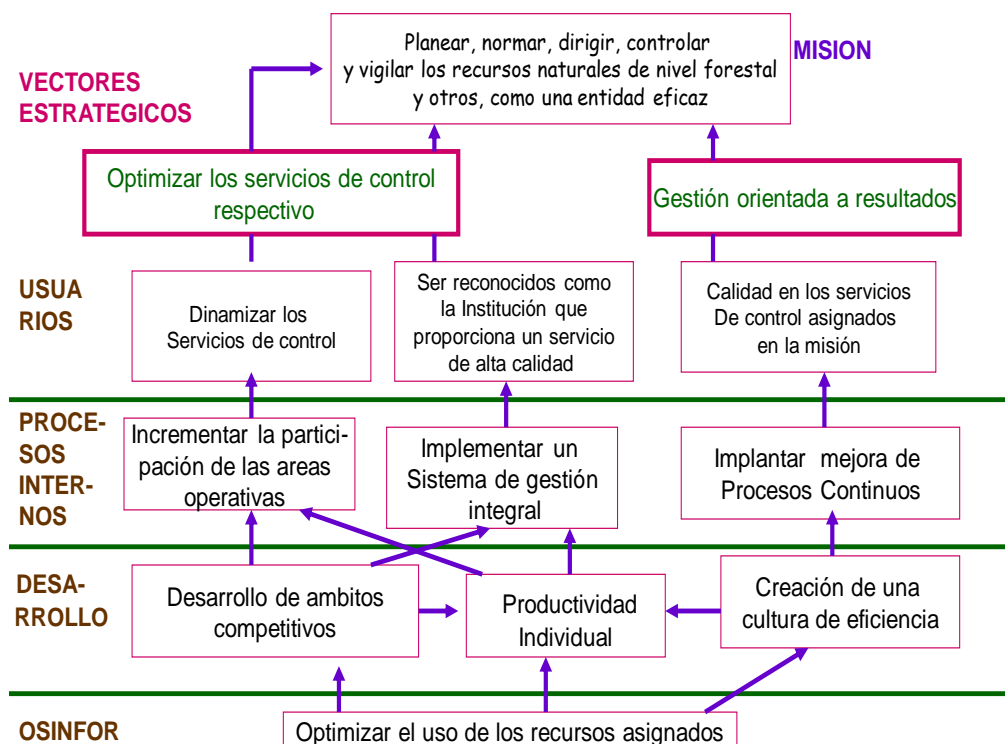 Planear, normar, dirigir, controlar
y vigilar los recursos naturales de nivel forestal
y otros, como una entidad eficaz
MISION
VECTORES
ESTRATEGICOS
Optimizar los servicios de control
respectivo
Gestión orientada a resultados
USUA
RIOS
Dinamizar los
Servicios de control
Ser reconocidos como
la Institución que
proporciona un servicio
de alta calidad
Calidad en los servicios
De control asignados
en la misión
PROCE-
SOS
INTER-
NOS
Incrementar la partici-
pación de las areas
operativas
Implementar un
Sistema de gestión
integral
Implantar mejora de
Procesos Continuos
DESA-
RROLLO
Desarrollo de ambitos
competitivos
Productividad
Individual
Creación de una
cultura de eficiencia
OSINFOR
Optimizar el uso de los recursos asignados